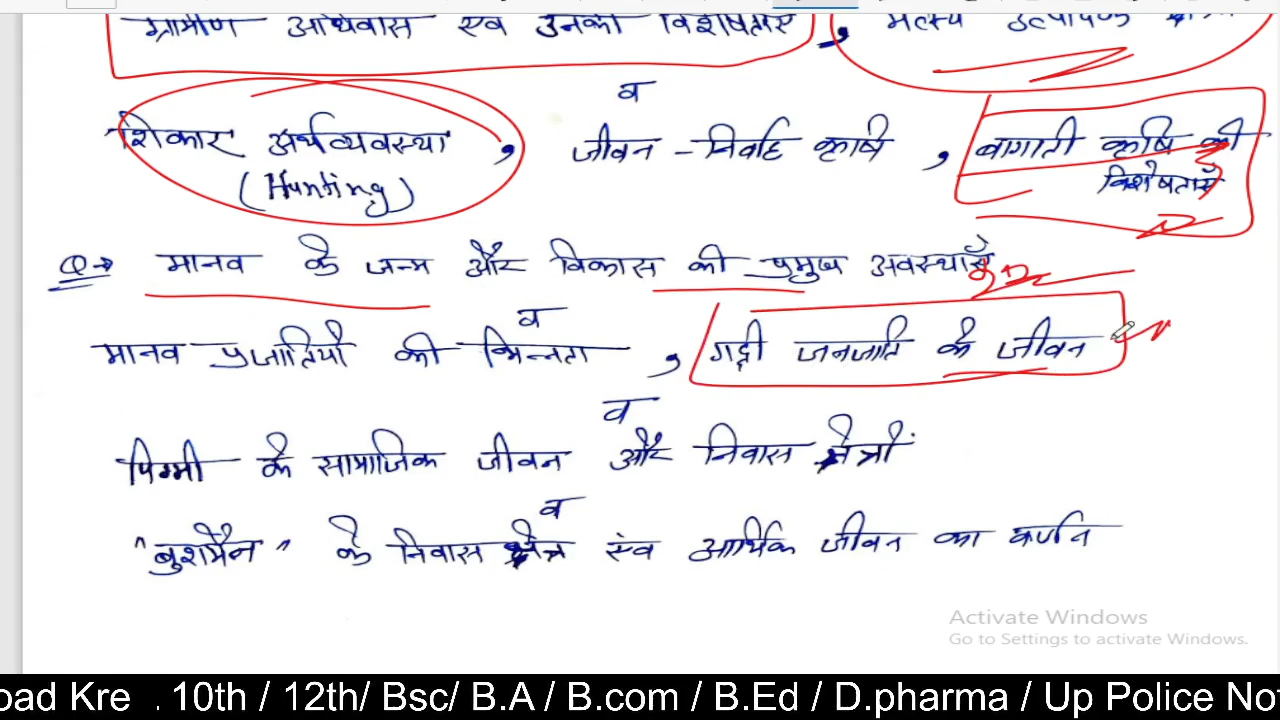 ग्रामीण अधिवास एवं उनकी विशेषताएं , मत्स्य उत्पादक
व
शिकार अर्थव्यवस्था , जीवन - निर्वाह कृषि , बागाती कृषि की
(Hunting) विशेषताएँ
Q→ मानव के जन्म और विकास की प्रमुख अवस्थाएँ
व
मानव प्रजातियों की भिन्नता , गद्दी जनजाति के जीवन
व
पिग्मी के सामाजिक जीवन और निवास क्षेत्रों
व
"बुशमैन" के निवास क्षेत्र एंव आर्थिक जीवन का वर्णन
Activate Windows
Go to Settings to activate Windows.
oad Kre . 10th / 12th/ Bsc/ B.A / B.com / B.Ed / D.pharma / Up Police No